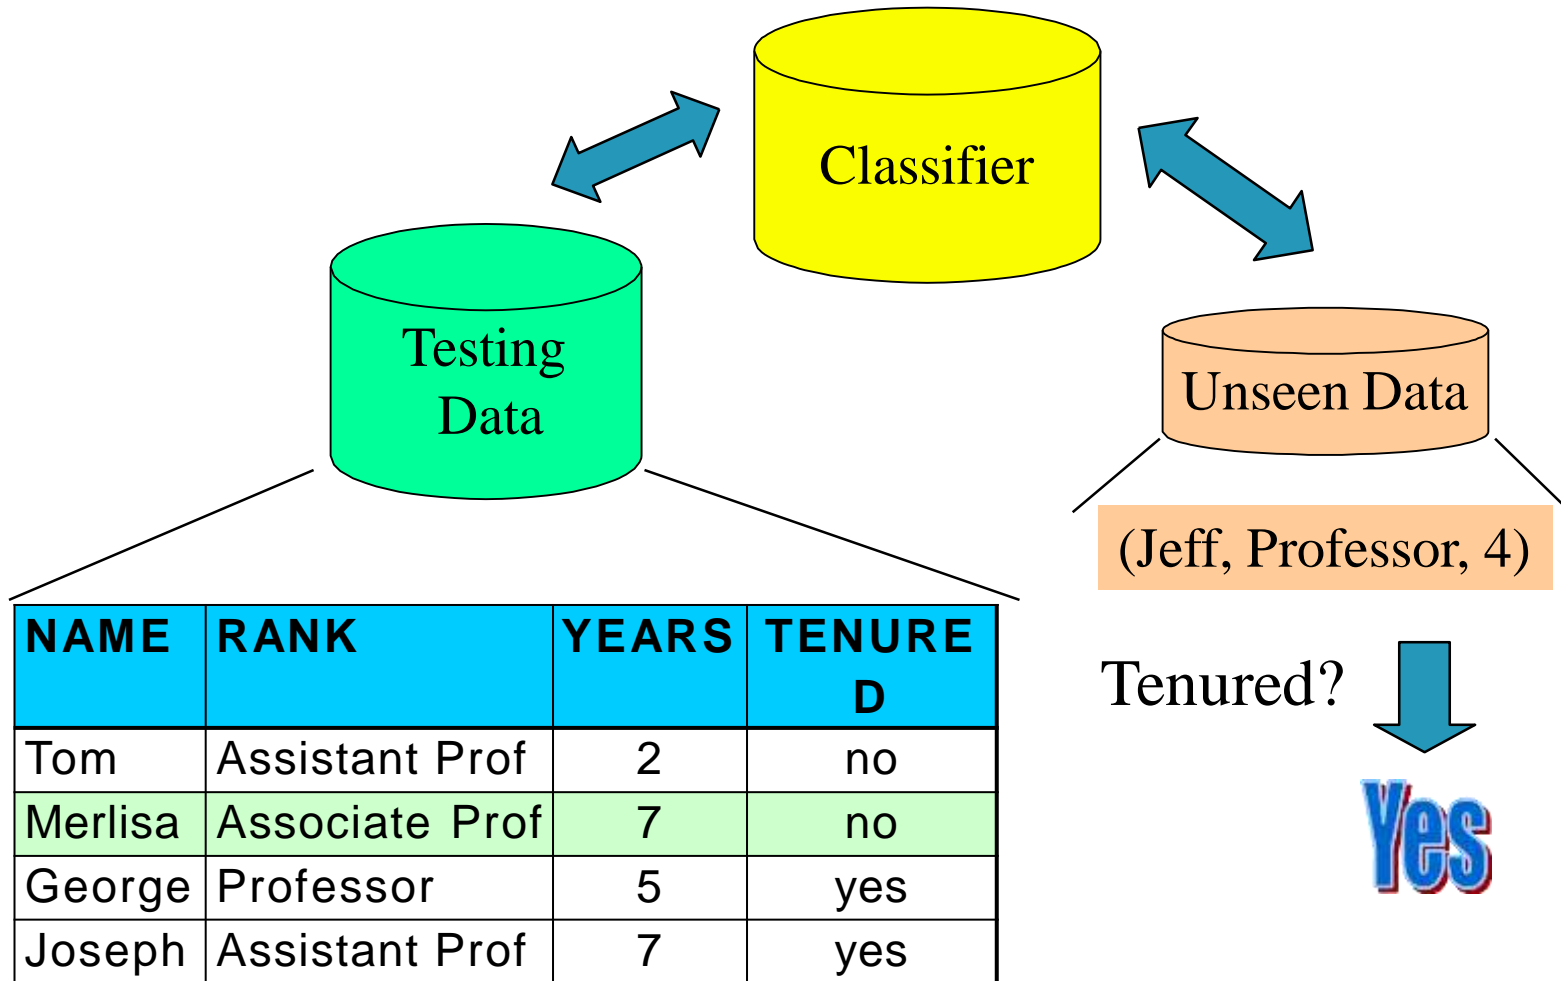 Classifier
Testing
Data
Unseen Data
(Jeff, Professor, 4)
NAME RANK YEARS TENURE
D
Tom Assistant Prof 2 no
Merlisa Associate Prof 7 no
George Professor 5 yes
Joseph Assistant Prof 7 yes
Tenured?
Yes